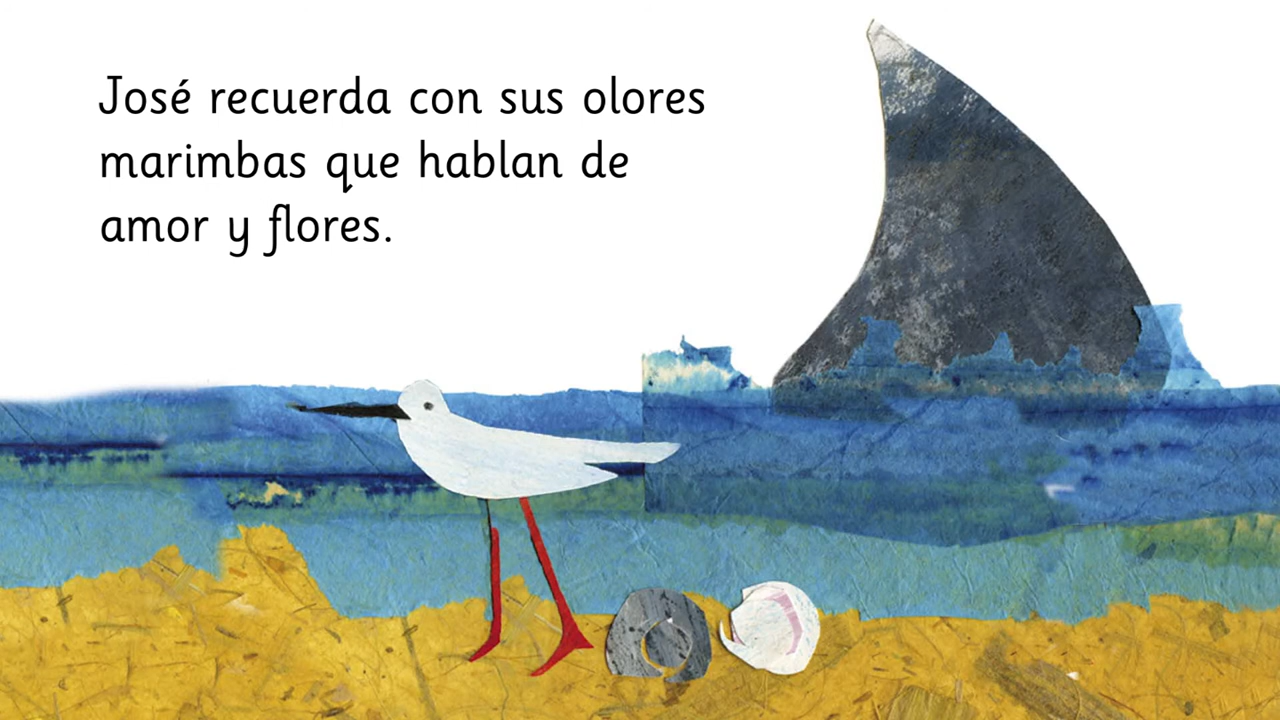 José recuerda con sus olores
marimbas que hablan de
amor y flores.